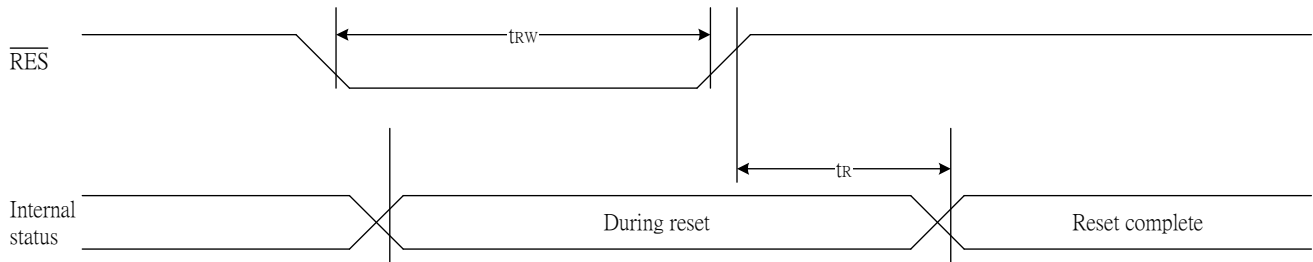 tRW
RES
tR
Internal
status
During reset
Reset complete